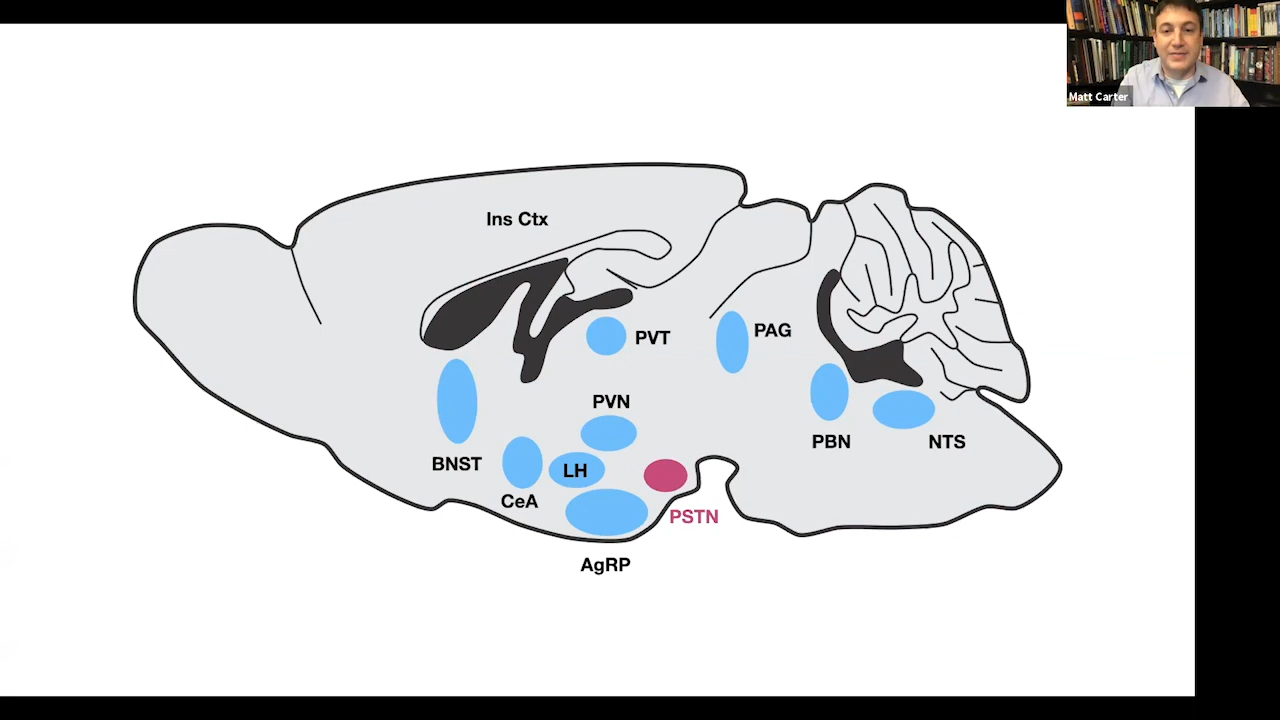 Matt Carter
Ins Ctx
PVT
PAG
PVN
PBN
NTS
BNST
LH
CeA
PSTN
AgRP